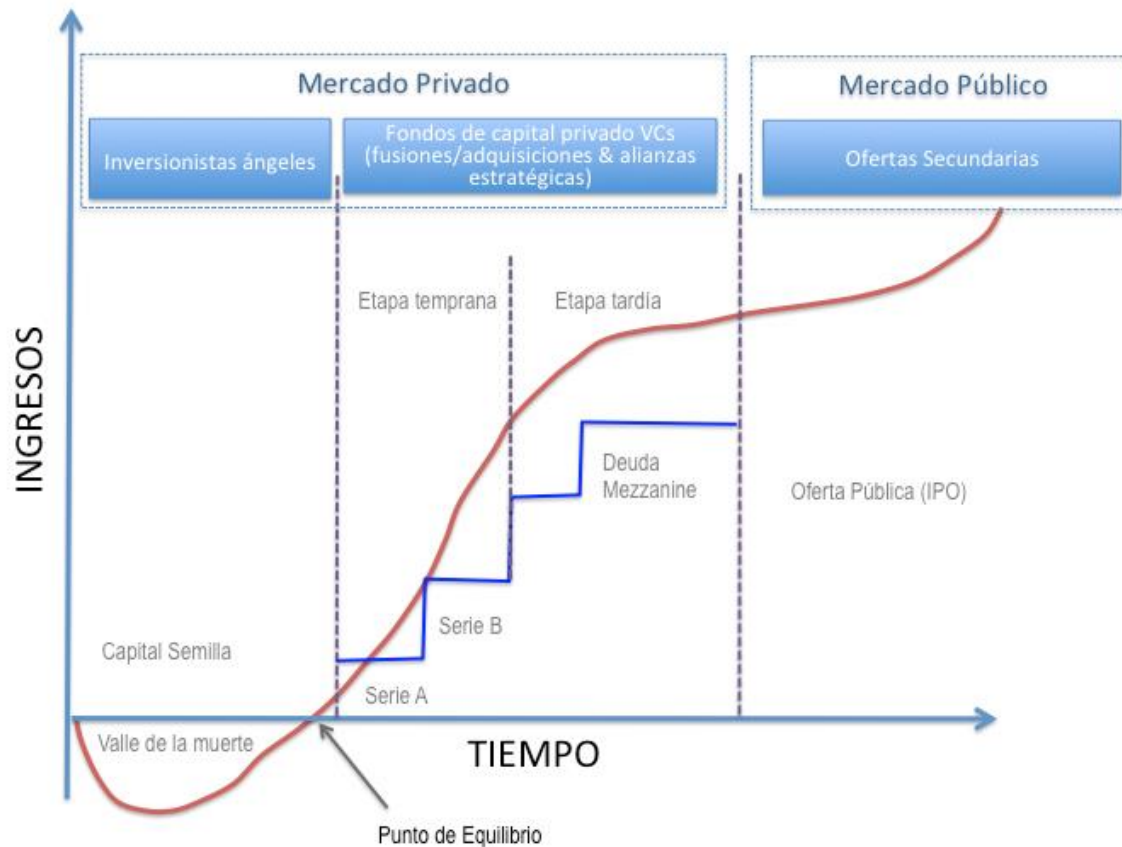 Mercado Privado
Mercado Público
Inversionistas ángeles
Fondos de capital privado VCs
(fusiones/adquisiciones & alianzas
estratégicas)
Ofertas Secundarias
Etapa temprana
Etapa tardía
INGRESOS
Deuda
Mezzanine
Oferta Pública (IPO)
Serie B
Capital Semilla
Serie A
Valle de la muerte
TIEMPO
Punto de Equilibrio